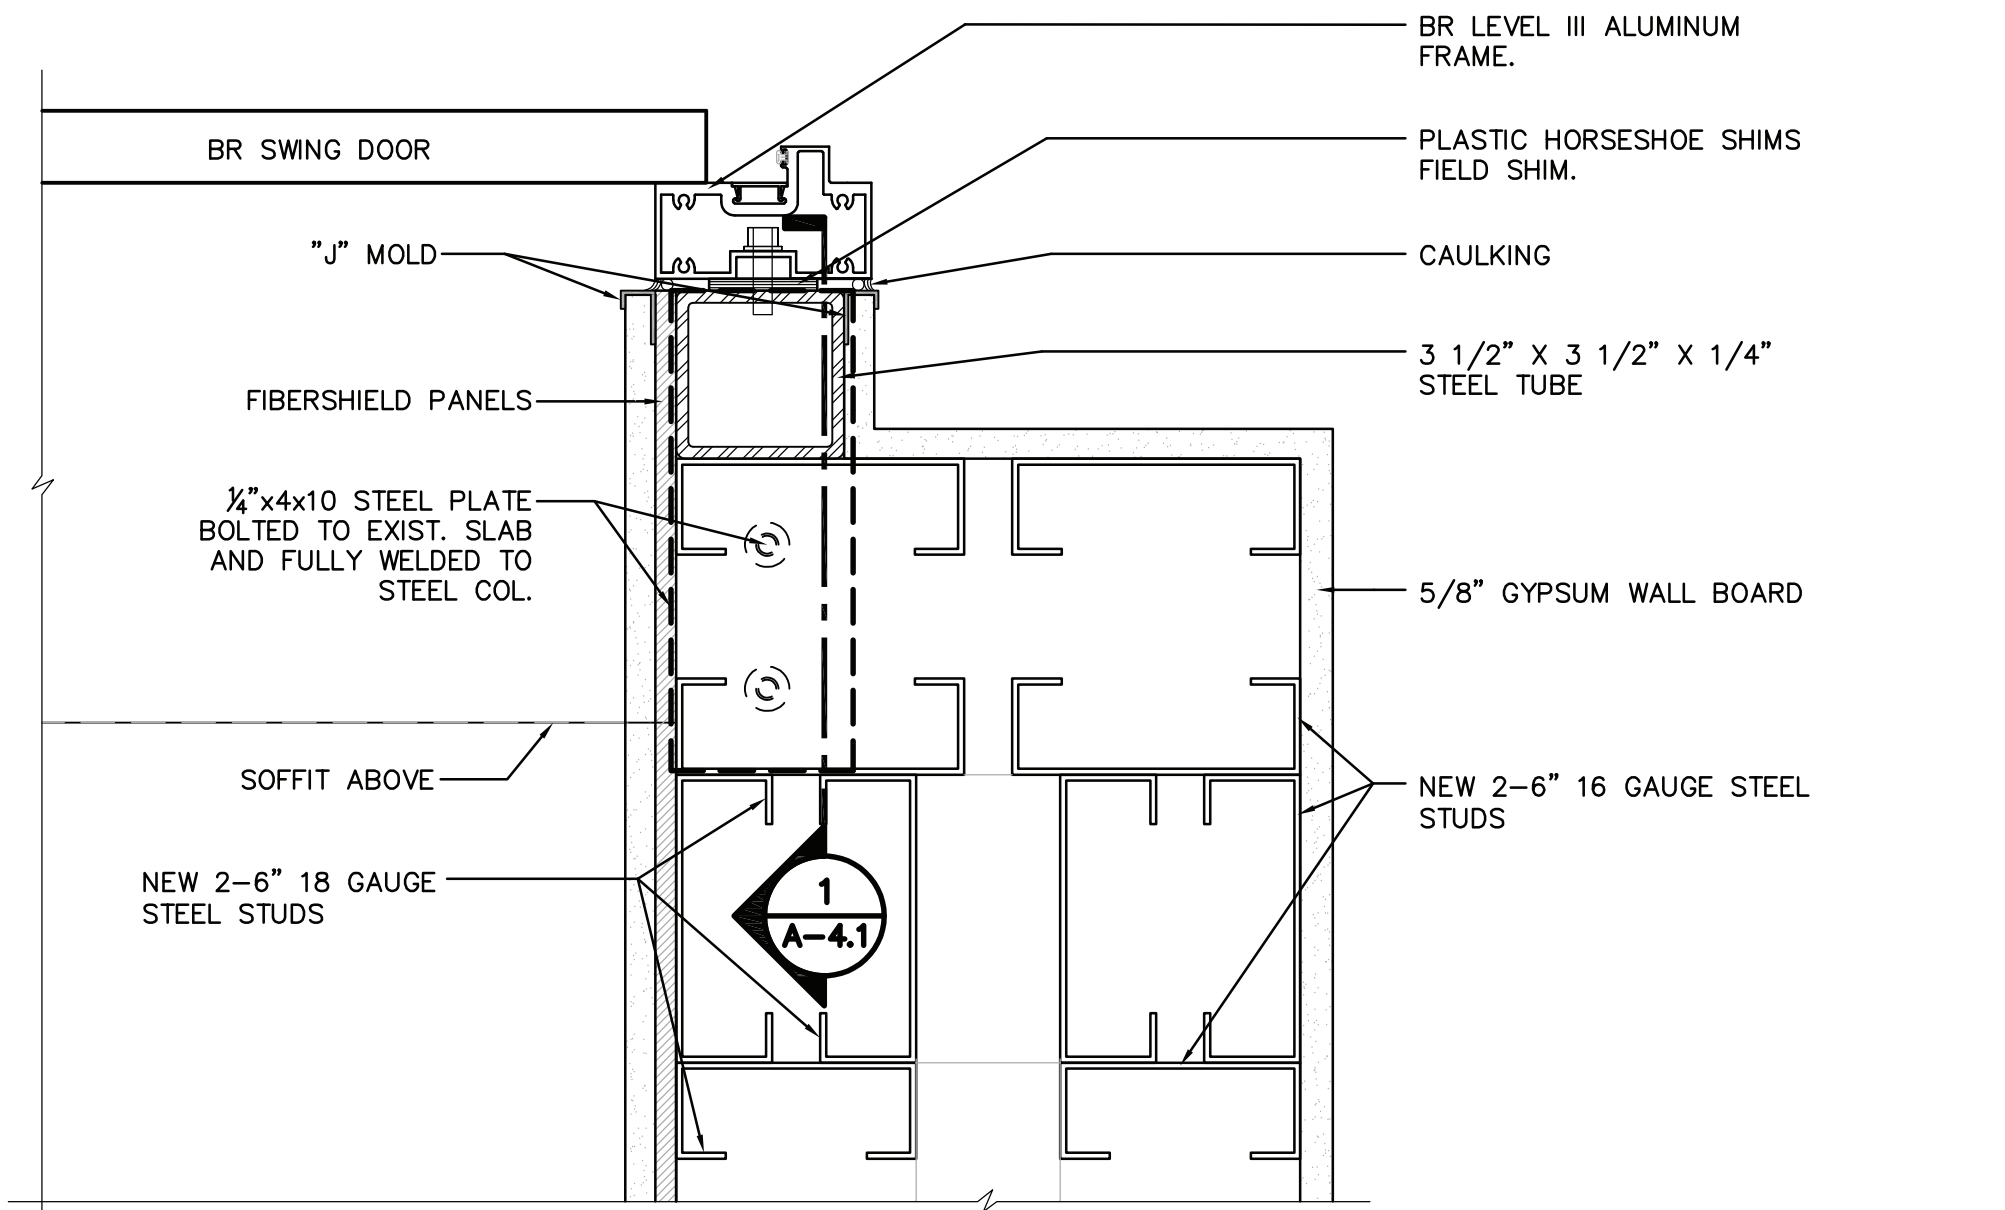 BR LEVEL III ALUMINUM
FRAME.
BR SWING DOOR
PLASTIC HORSESHOE SHIMS
FIELD SHIM.
"J" MOLD
CAULKING
3 1/2" X 3 1/2" X 1/4"
STEEL TUBE
FIBERSHIELD PANELS
¼"x4x10 STEEL PLATE
BOLTED TO EXIST. SLAB
AND FULLY WELDED TO
STEEL COL.
5/8" GYPSUM WALL BOARD
SOFFIT ABOVE
NEW 2-6" 16 GAUGE STEEL
STUDS
NEW 2-6" 18 GAUGE
STEEL STUDS
1
A-4.1